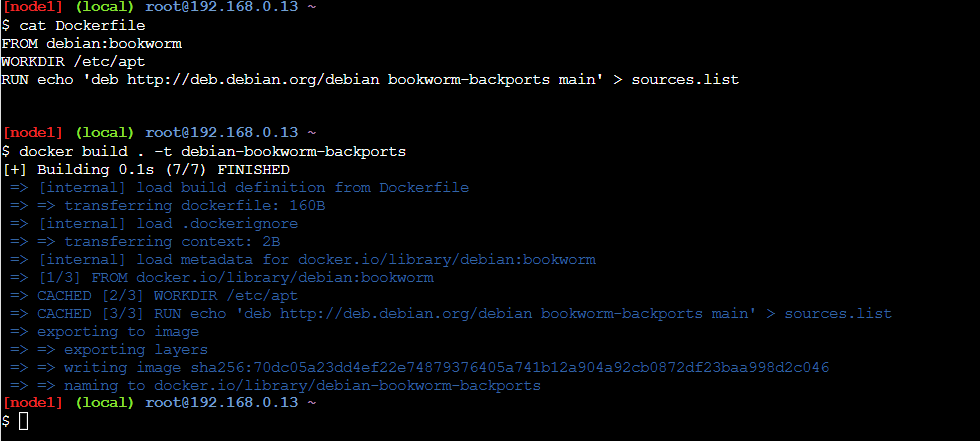 [node1] (local) root@192.168.0.13 ~
$ cat Dockerfile
FROM debian:bookworm
WORKDIR /etc/apt
RUN echo 'deb http://deb.debian.org/debian bookworm-backports main' > sources.list
[node1] (local) root@192.168.0.13 ~
$ docker build . -t debian-bookworm-backports
[+] Building 0.1s (7/7) FINISHED
=> [internal] load build definition from Dockerfile
=> => transferring dockerfile: 160B
=> [internal] load .dockerignore
=> => transferring context: 2B
=> [internal] load metadata for docker.io/library/debian:bookworm
=> [1/3] FROM docker.io/library/debian:bookworm
=> CACHED [2/3] WORKDIR /etc/apt
=> CACHED [3/3] RUN echo 'deb http://deb.debian.org/debian bookworm-backports main' > sources.list
=> exporting to image
=> => exporting layers
=> => writing image sha256:70dc05a23dd4ef22e74879376405a741b12a904a92cb0872df23baa998d2c046
=> => naming to docker.io/library/debian-bookworm-backports
[node1] (local) root@192.168.0.13 ~
$